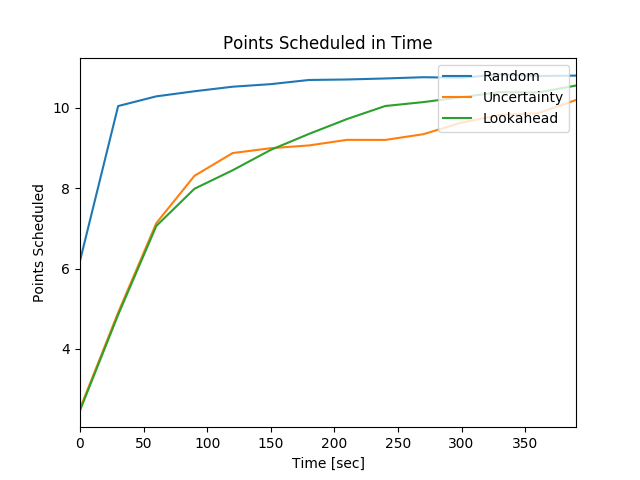 Points Scheduled in Time
Random
Uncertainty
Lookahead
10
8
6
4
Points Scheduled
0 50 100 150 200 250 300 350
Time [sec]